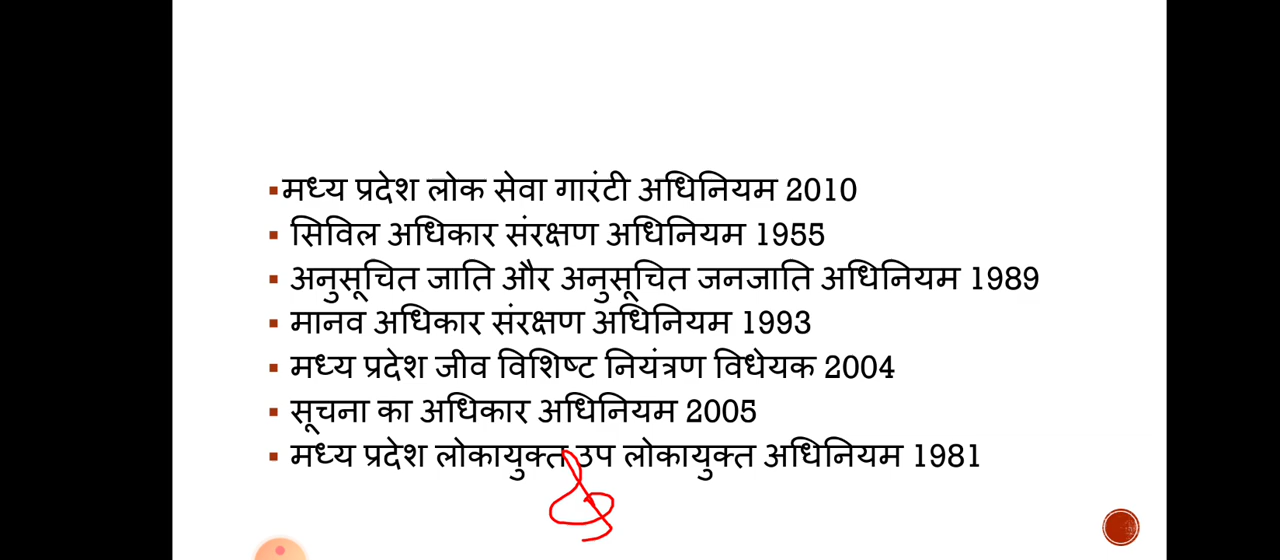 ▪मध्य प्रदेश लोक सेवा गारंटी अधिनियम 2010
▪ सिविल अधिकार संरक्षण अधिनियम 1955
▪ अनुसूचित जाति और अनुसूचित जनजाति अधिनियम 1989
▪ मानव अधिकार संरक्षण अधिनियम 1993
▪ मध्य प्रदेश जीव विशिष्ट नियंत्रण विधेयक 2004
▪ सूचना का अधिकार अधिनियम 2005
▪ मध्य प्रदेश लोकायुक्त उप लोकायुक्त अधिनियम 1981